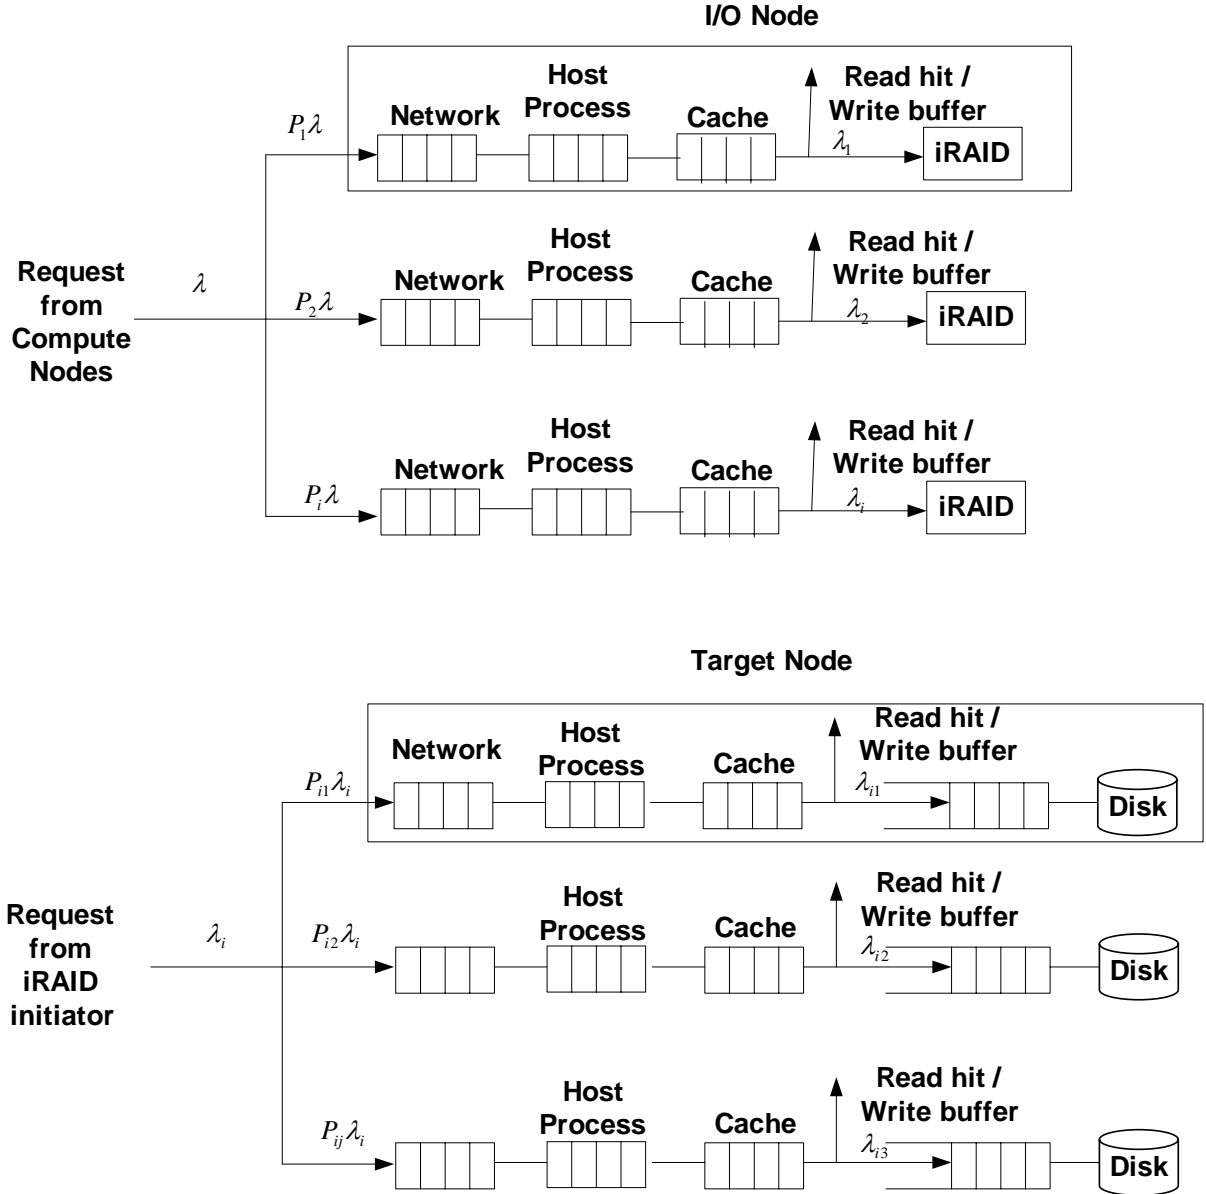 I/O Node
Host
Process
Network
Cache
Read hit /
Write buffer
P₁λ
λ₁
iRAID
Request
from
Compute
Nodes
λ
Host
Process
Network
Cache
Read hit /
Write buffer
P₂λ
λ₂
iRAID
Host
Process
Network
Cache
Read hit /
Write buffer
Pᵢλ
λᵢ
iRAID
Target Node
Network
Host
Process
Cache
Read hit /
Write buffer
Pᵢ₁λᵢ
λᵢ₁
Disk
Request
from
iRAID
initiator
λᵢ
Host
Process
Cache
Read hit /
Write buffer
Pᵢ₂λᵢ
λᵢ₂
Disk
Host
Process
Cache
Read hit /
Write buffer
Pᵢⱼλᵢ
λᵢ₃
Disk